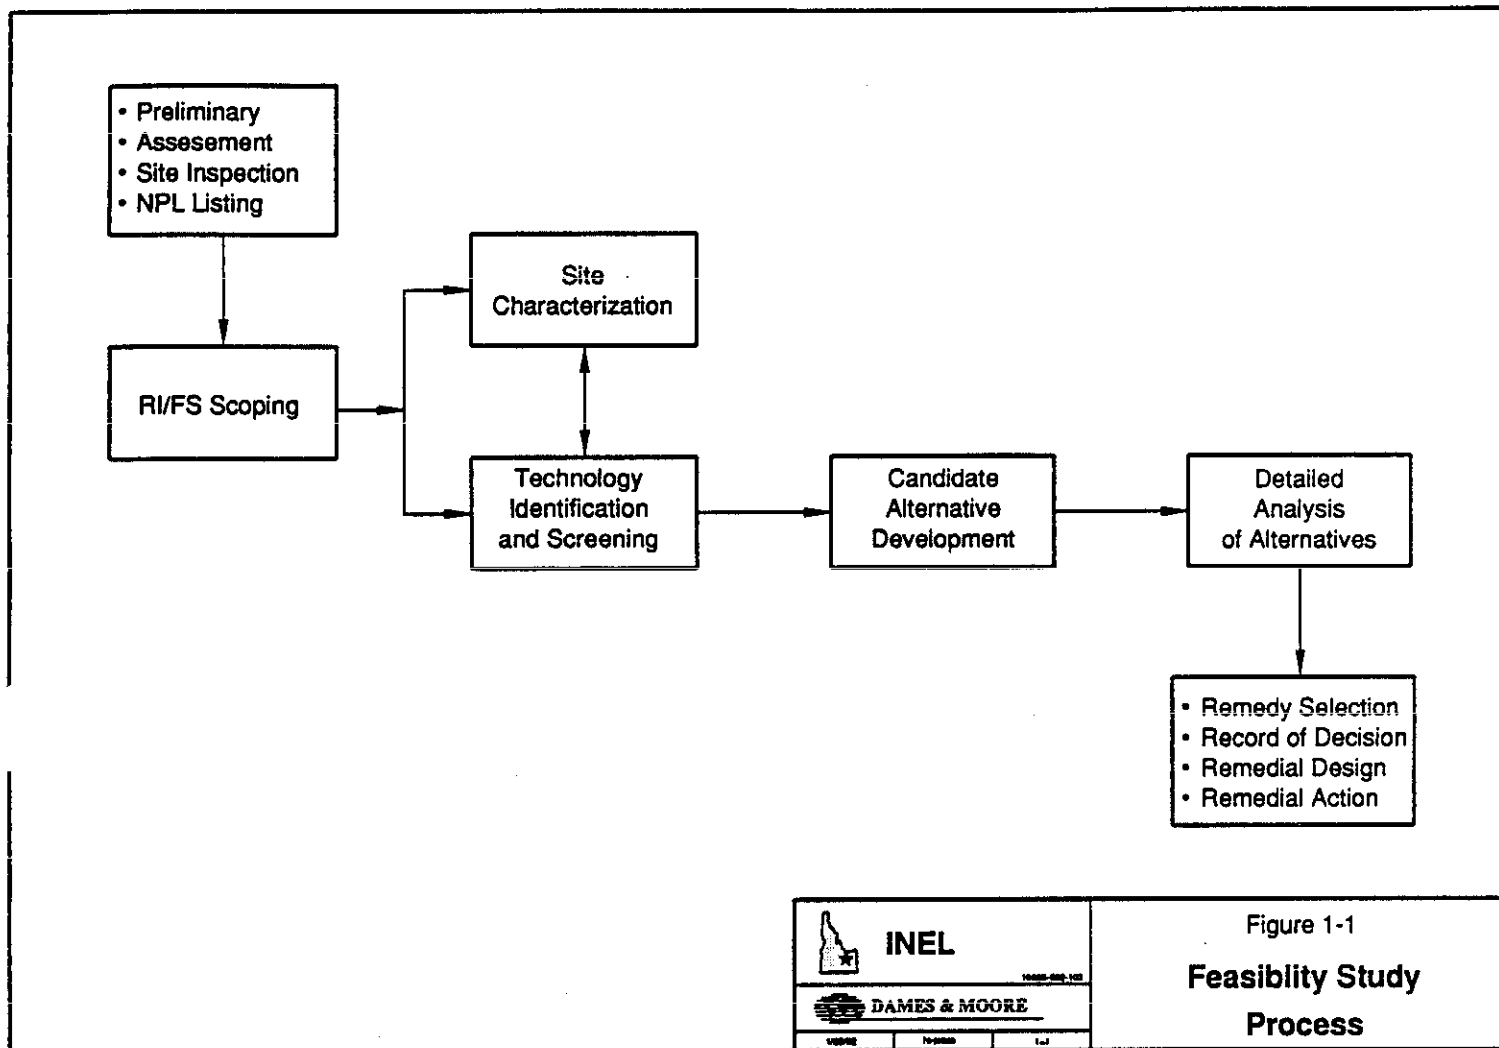 • Preliminary
• Assesement
• Site Inspection
• NPL Listing
RI/FS Scoping
Site
Characterization
Technology
Identification
and Screening
Candidate
Alternative
Development
Detailed
Analysis
of Alternatives
• Remedy Selection
• Record of Decision
• Remedial Design
• Remedial Action
INEL
DAMES & MOORE
Figure 1-1
Feasiblity Study
Process